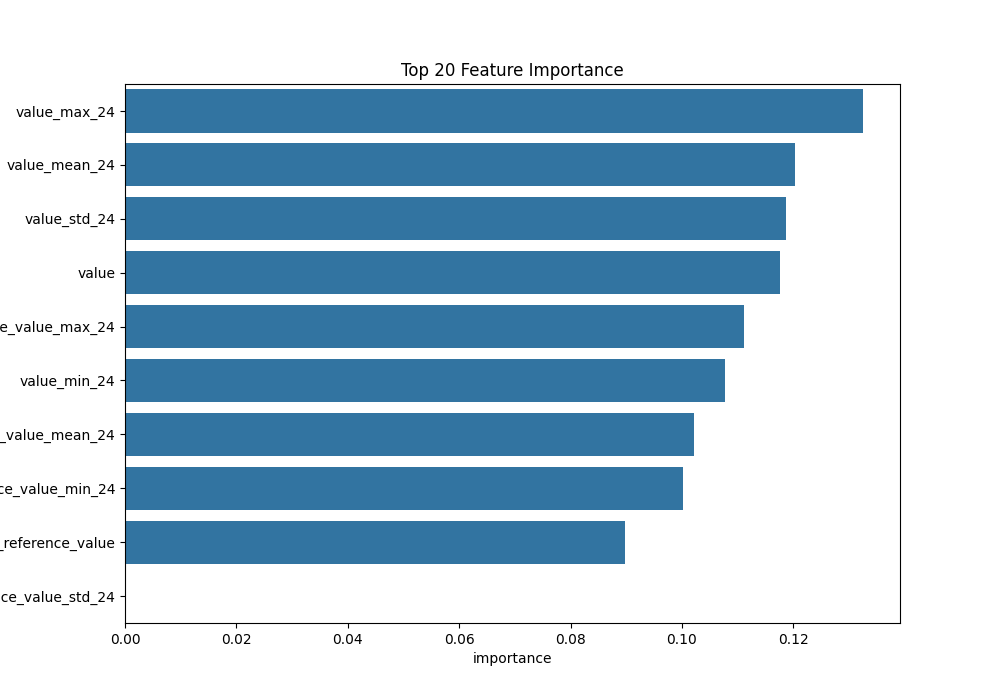 Top 20 Feature Importance
value_max_24
value_mean_24
value_std_24
value
e_value_max_24
value_min_24
_value_mean_24
ce_value_min_24
_reference_value
ce_value_std_24
0.00 0.02 0.04 0.06 0.08 0.10 0.12
importance